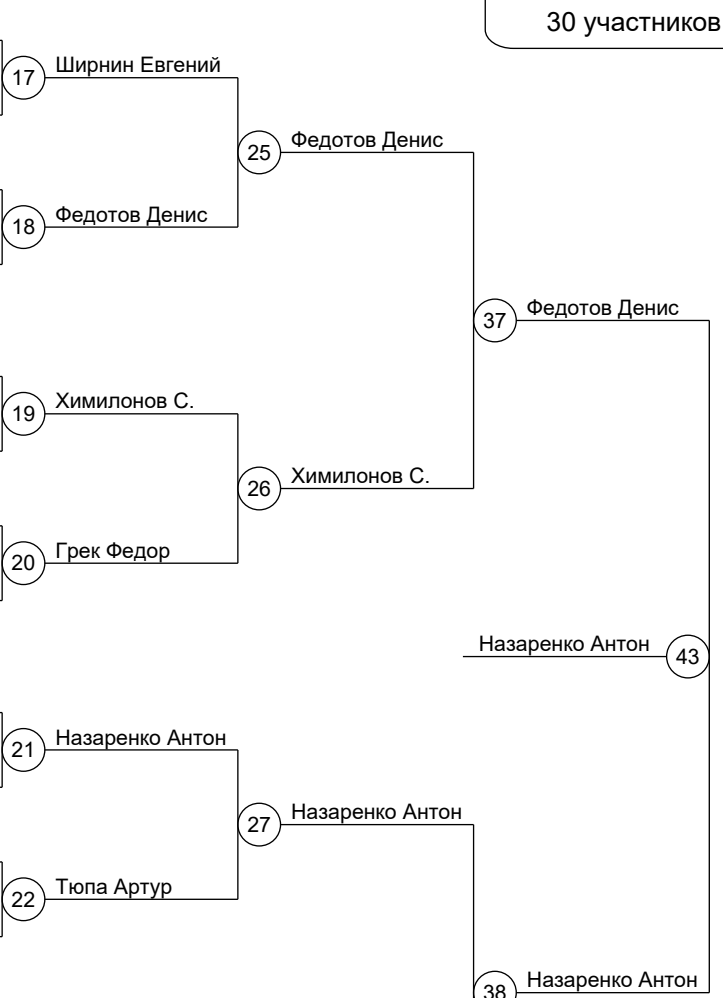 30 участников
17 Ширнин Евгений
25 Федотов Денис
18 Федотов Денис
37 Федотов Денис
19 Химилонов С.
26 Химилонов С.
20 Грек Федор
Назаренко Антон 43
21 Назаренко Антон
27 Назаренко Антон
22 Тюпа Артур
38 Назаренко Антон